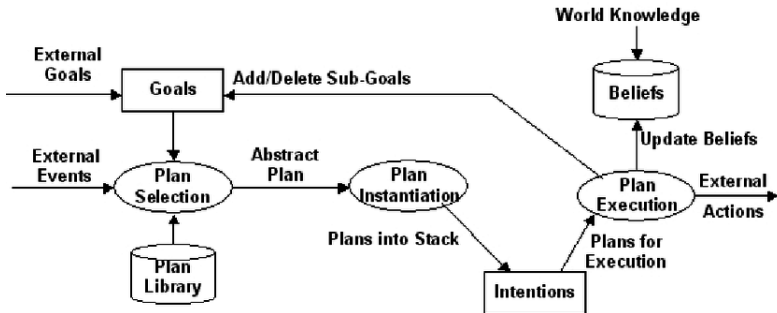 World Knowledge
External
Goals
Goals
Add/Delete Sub-Goals
Beliefs
Update Beliefs
External
Events
Plan
Selection
Abstract
Plan
Plan
Instantiation
Plan
Execution
External
Actions
Plans into Stack
Plans for
Execution
Plan
Library
Intentions